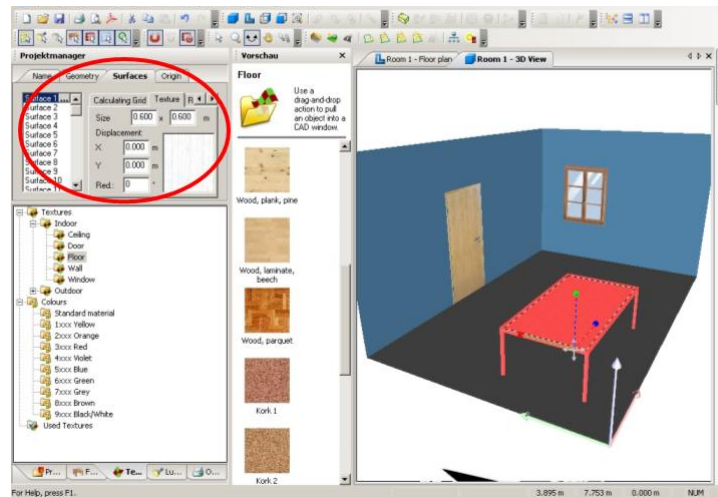 Projektmanager
Name
Geometry
Surfaces
Origin
Surface 1 ...
Surface 2
Surface 3
Surface 4
Surface 5
Surface 6
Surface 7
Surface 8
Surface 9
Surface 10
Calculating Grid
Texture
R
Size 0.600 x 0.600 m
Displacement
X 0.000 m
Y 0.000 m
Red.: 0 °
Textures
Indoor
Ceiling
Door
Floor
Wall
Window
Outdoor
Colours
Standard material
1xxx Yellow
2xxx Orange
3xxx Red
4xxx Violet
5xxx Blue
6xxx Green
7xxx Grey
8xxx Brown
9xxx Black/White
Used Textures
Pr...
F...
Te...
Lu...
O...
Vorschau
Floor
Use a
drag-and-drop
action to pull
an object into a
CAD window.
Wood, plank, pine
Wood, laminate,
beech
Wood, parquet
Kork 1
Kork 2
Room 1 - Floor plan
Room 1 - 3D View
For Help, press F1.
3.895 m
7.753 m
0.000 m
NUM